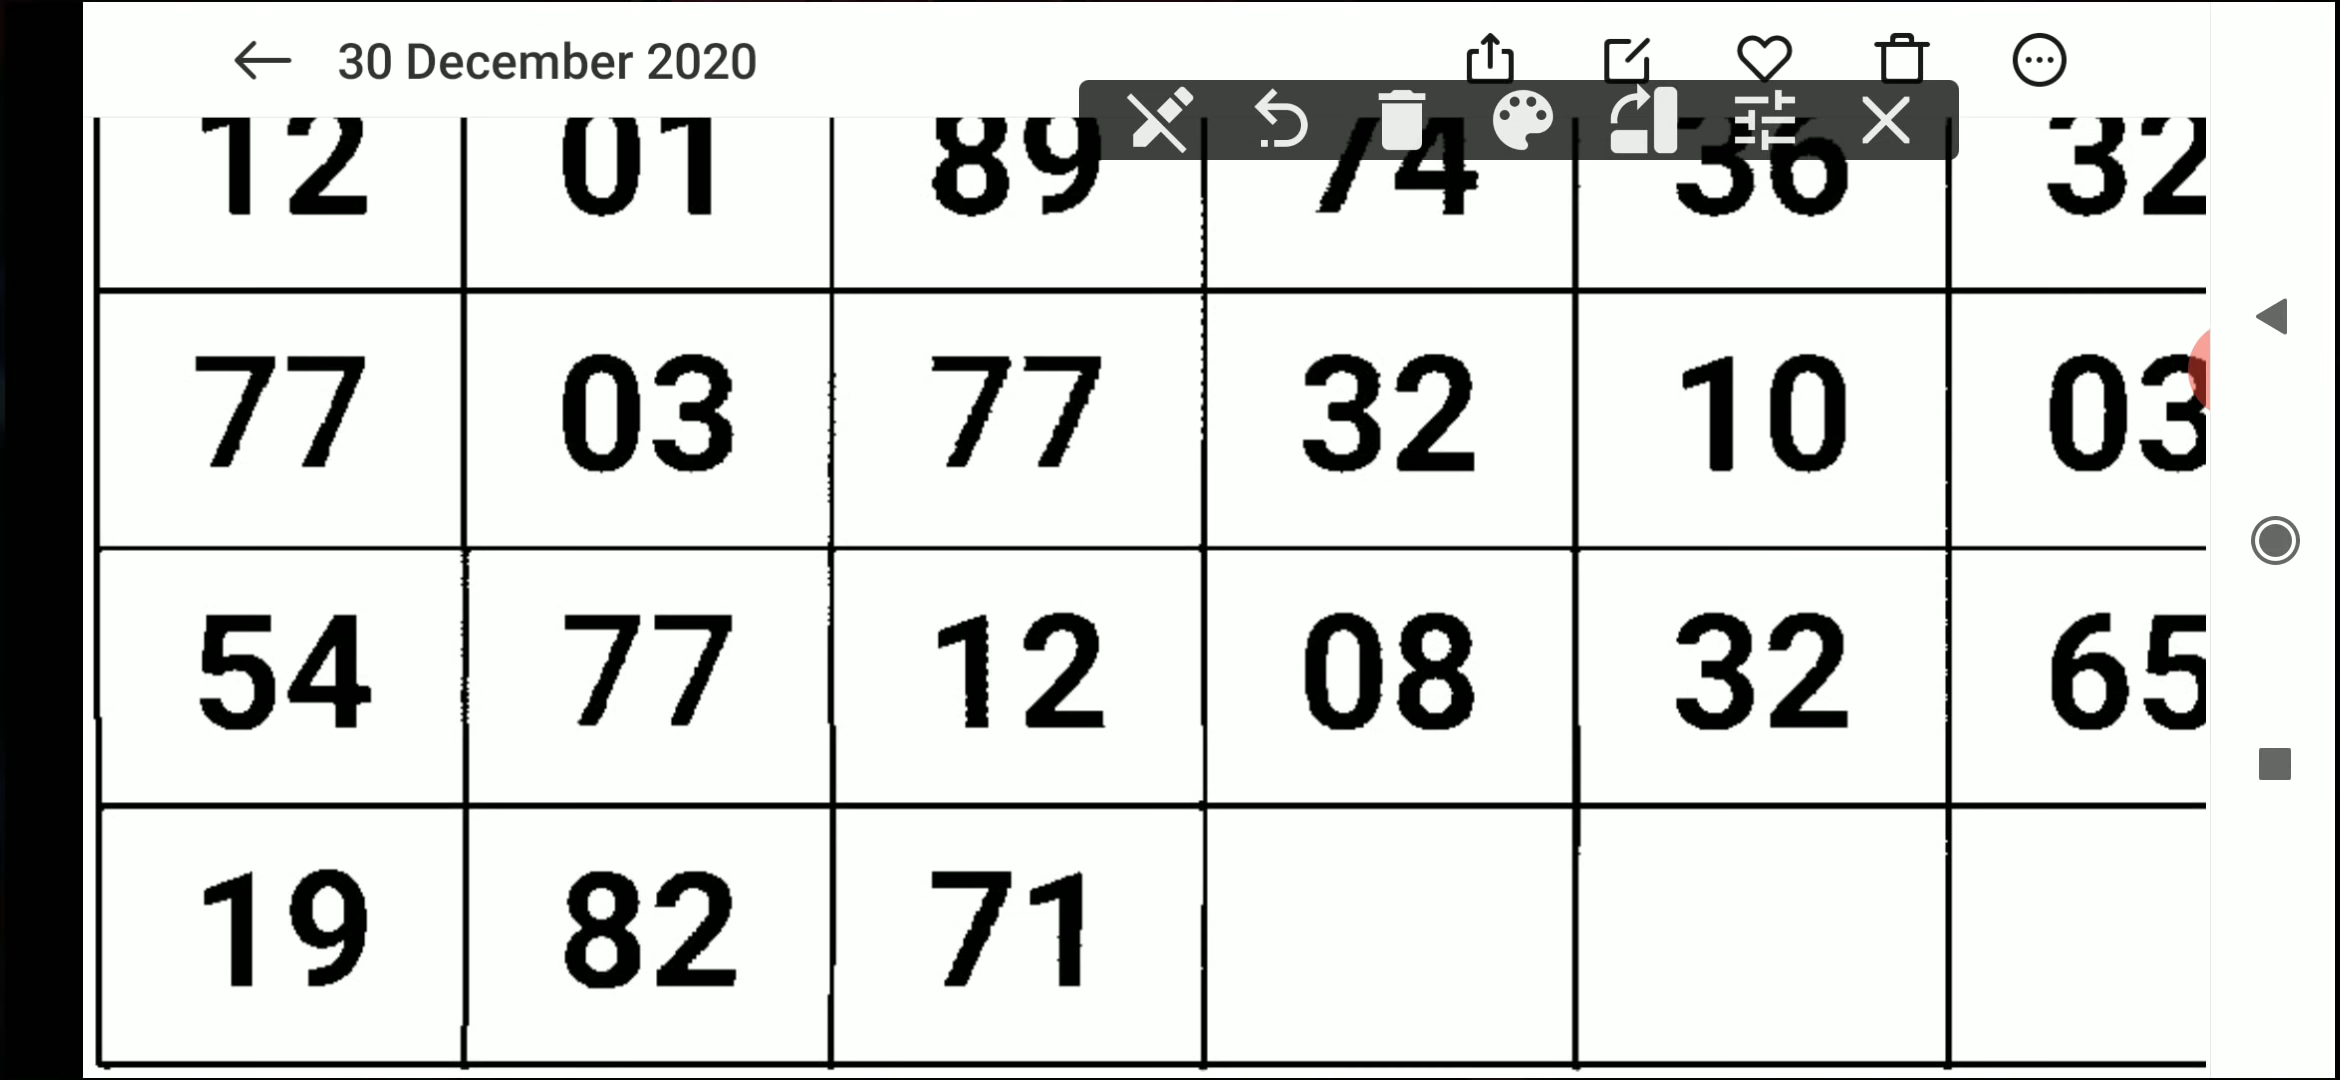 30 December 2020
12 01 89 74 36 32
77 03 77 32 10 03
54 77 12 08 32 65
19 82 71